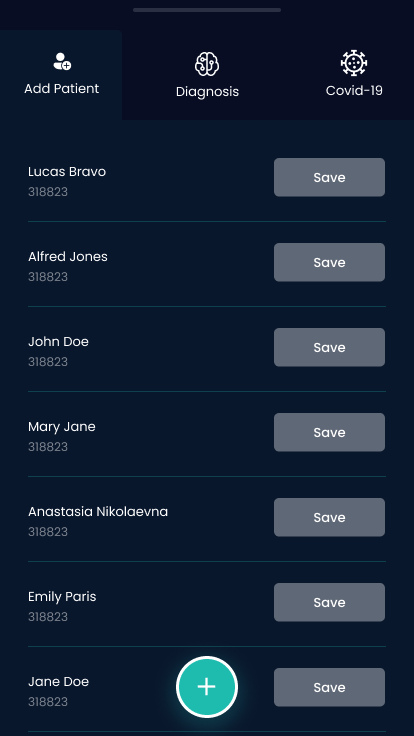 Add Patient
Diagnosis
Covid-19
Lucas Bravo
318823
Save
Alfred Jones
318823
Save
John Doe
318823
Save
Mary Jane
318823
Save
Anastasia Nikolaevna
318823
Save
Emily Paris
318823
Save
Jane Doe
318823
Save